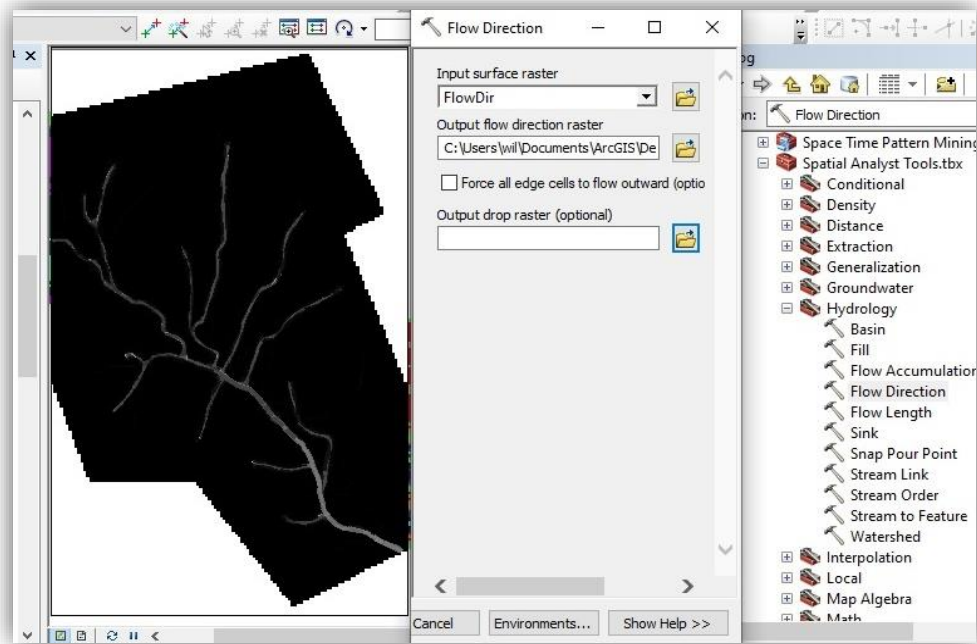 Flow Direction
Input surface raster
FlowDir
Output flow direction raster
C:\Users\wil\Documents\ArcGIS\De
Force all edge cells to flow outward (optio
Output drop raster (optional)
Cancel
Environments...
Show Help >>
og
n:
Flow Direction
Space Time Pattern Mining
Spatial Analyst Tools.tbx
Conditional
Density
Distance
Extraction
Generalization
Groundwater
Hydrology
Basin
Fill
Flow Accumulation
Flow Direction
Flow Length
Sink
Snap Pour Point
Stream Link
Stream Order
Stream to Feature
Watershed
Interpolation
Local
Map Algebra
Math